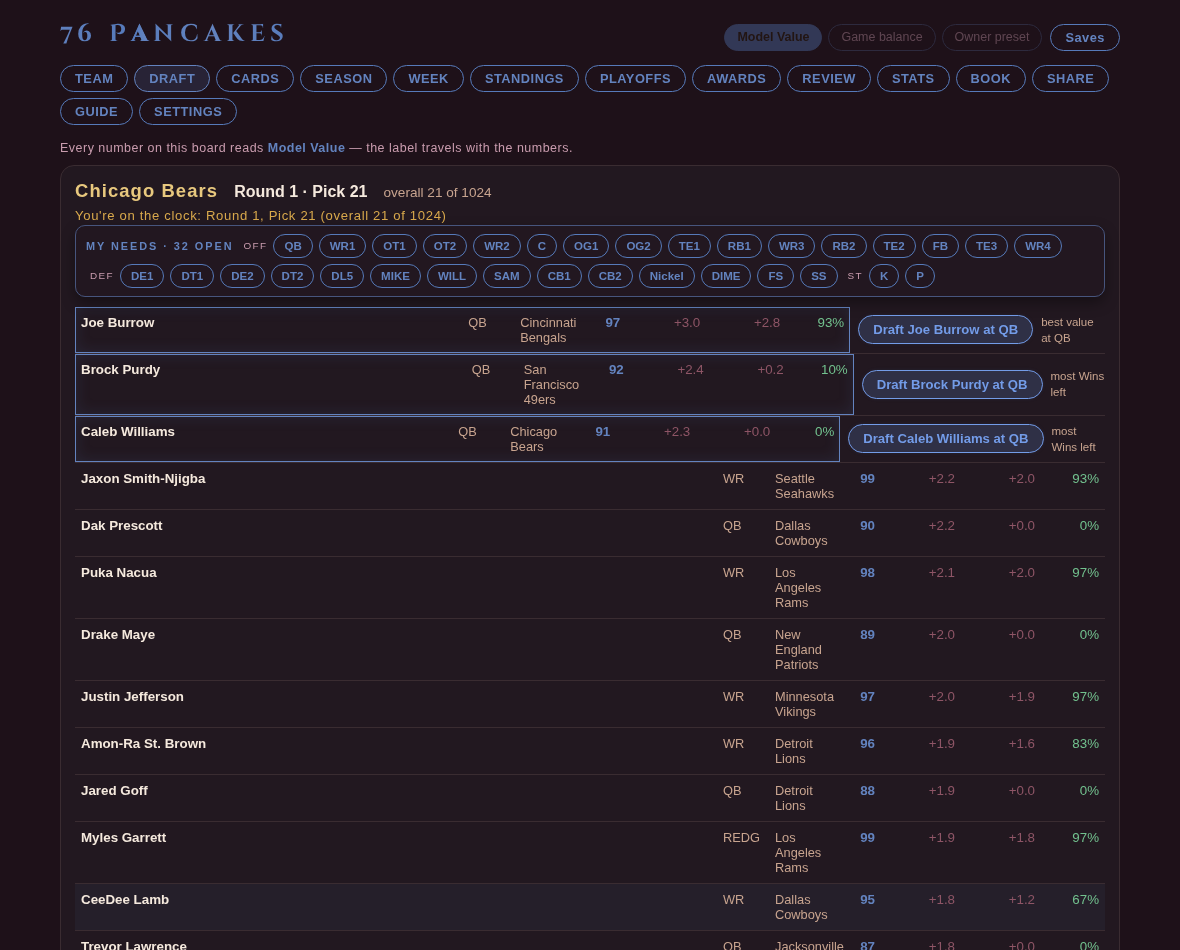 76 PANCAKES
Model Value Game balance Owner preset Saves
TEAM DRAFT CARDS SEASON WEEK STANDINGS PLAYOFFS AWARDS REVIEW STATS BOOK SHARE
GUIDE SETTINGS
Every number on this board reads Model Value — the label travels with the numbers.
Chicago Bears Round 1 · Pick 21 overall 21 of 1024
You're on the clock: Round 1, Pick 21 (overall 21 of 1024)
MY NEEDS · 32 OPEN OFF QB WR1 OT1 OT2 WR2 C OG1 OG2 TE1 RB1 WR3 RB2 TE2 FB TE3 WR4
DEF DE1 DT1 DE2 DT2 DL5 MIKE WILL SAM CB1 CB2 Nickel DIME FS SS ST K P
Joe Burrow QB Cincinnati 97 +3.0 +2.8 93% Draft Joe Burrow at QB best value
Bengals at QB
Brock Purdy QB San 92 +2.4 +0.2 10% Draft Brock Purdy at QB most Wins
Francisco left
49ers
Caleb Williams QB Chicago 91 +2.3 +0.0 0% Draft Caleb Williams at QB most
Bears Wins left
Jaxon Smith-Njigba WR Seattle 99 +2.2 +2.0 93%
Seahawks
Dak Prescott QB Dallas 90 +2.2 +0.0 0%
Cowboys
Puka Nacua WR Los 98 +2.1 +2.0 97%
Angeles
Rams
Drake Maye QB New 89 +2.0 +0.0 0%
England
Patriots
Justin Jefferson WR Minnesota 97 +2.0 +1.9 97%
Vikings
Amon-Ra St. Brown WR Detroit 96 +1.9 +1.6 83%
Lions
Jared Goff QB Detroit 88 +1.9 +0.0 0%
Lions
Myles Garrett REDG Los 99 +1.9 +1.8 97%
Angeles
Rams
CeeDee Lamb WR Dallas 95 +1.8 +1.2 67%
Cowboys
Trevor Lawrence QB Jacksonville 87 +1.8 +0.0 0%